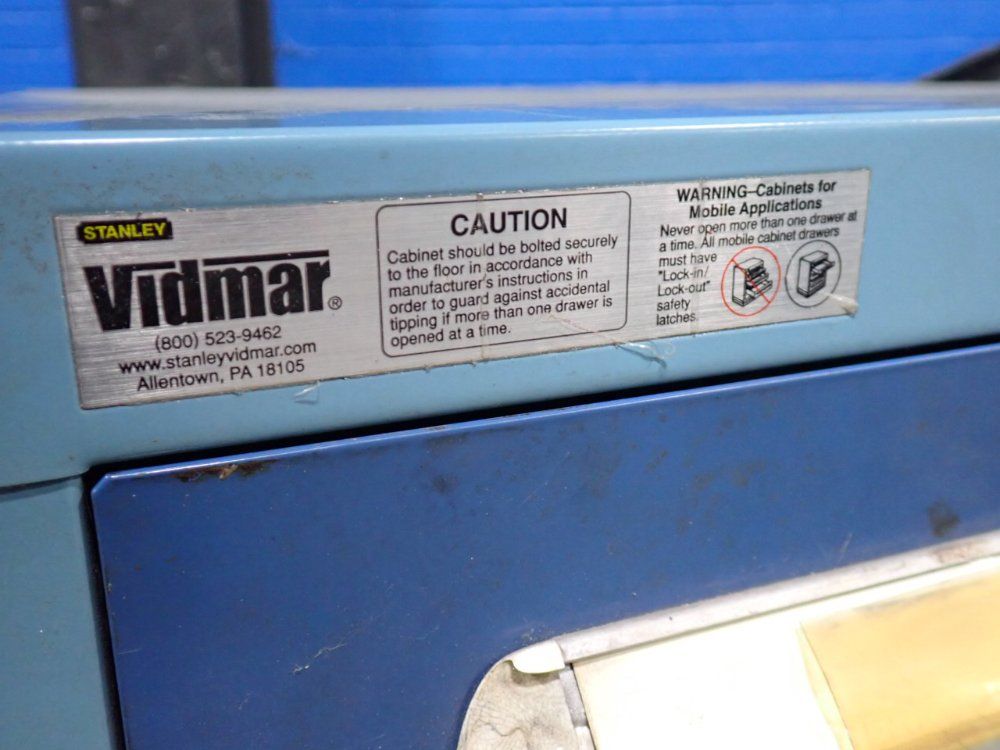 STANLEY
Vidmar®
(800) 523-9462
www.stanleyvidmar.com
Allentown, PA 18105
CAUTION
Cabinet should be bolted securely
to the floor in accordance with
manufacturer's instructions in
order to guard against accidental
tipping if more than one drawer is
opened at a time.
WARNING–Cabinets for
Mobile Applications
Never open more than one drawer at
a time. All mobile cabinet drawers
must have
"Lock-in/
Lock-out"
safety
latches.